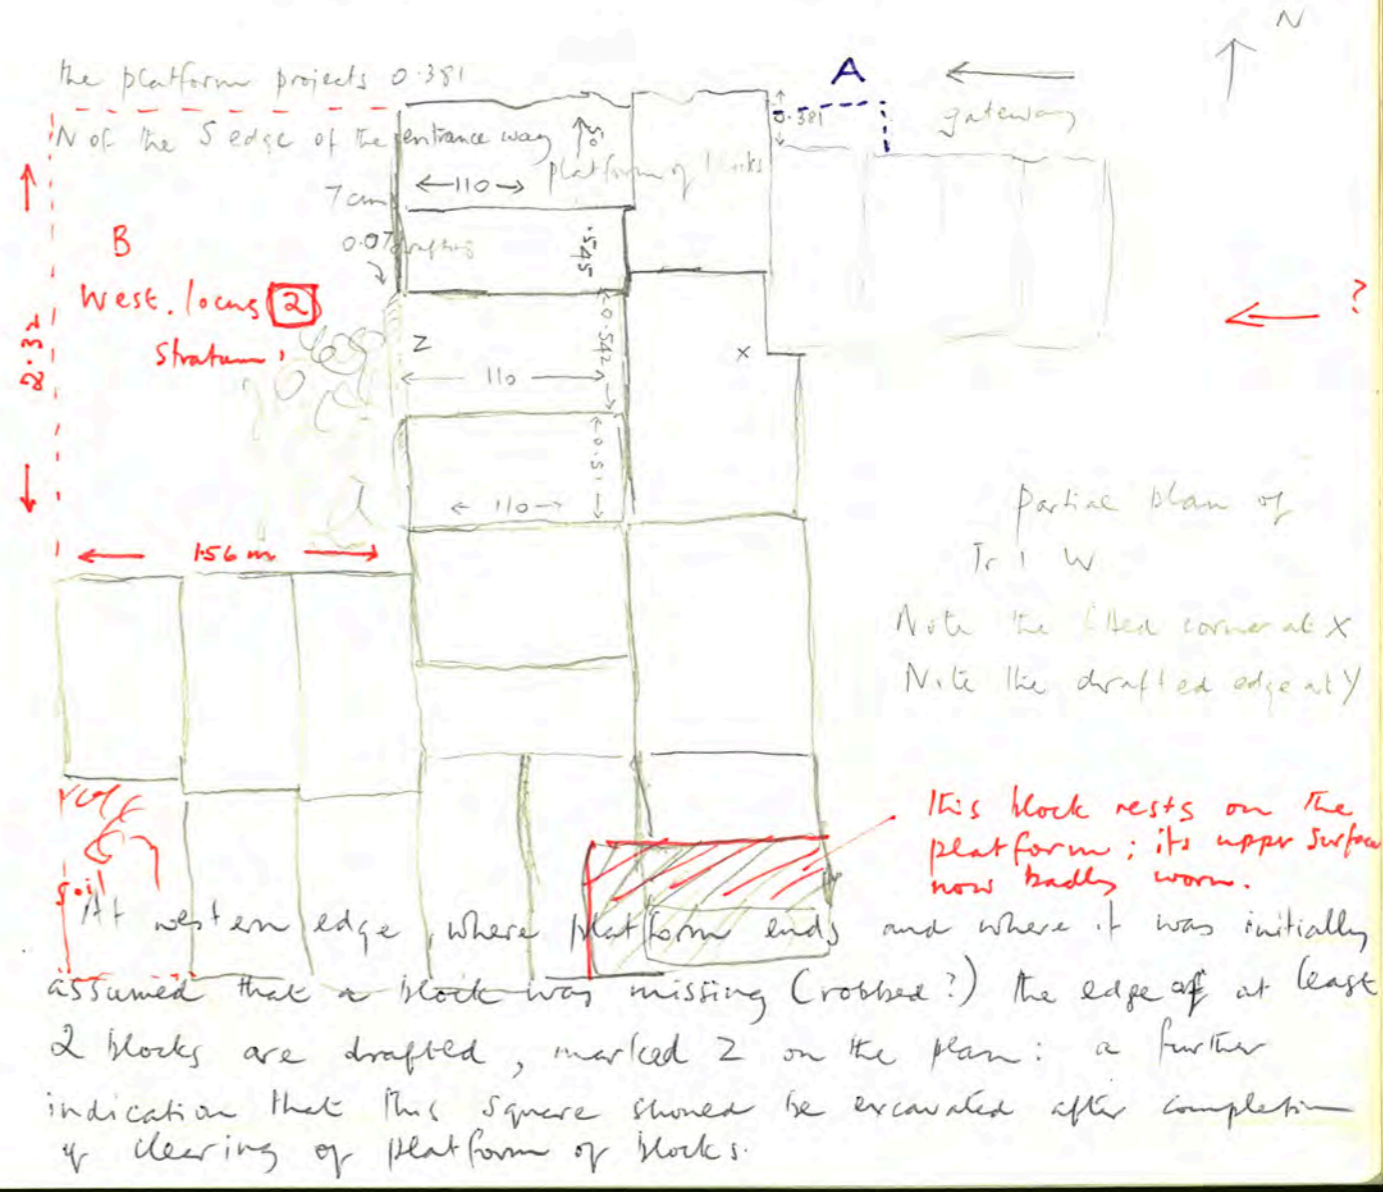 N
the platform projects 0.381
A
gateway
0.381
N of the S edge of the entrance way
.50
platform of blocks
←110→
7cm
0.07 drafting
.545
B
West. locus 2
Stratum 1
?
2.32
Z
0.542
X
110
0.51
←110→
1.56 m
partial plan of
Tr 1 W
Note the fitted corner at X
Note the drafted edge at Y
this block rests on the
platform; its upper surface
now badly worn.
soil
At western edge, where platform ends and where it was initially
assumed that a block was missing (robbed?) the edge of at least
2 blocks are drafted, marked Z on the plan: a further
indication that this square should be excavated after completion
of clearing of platform of blocks.